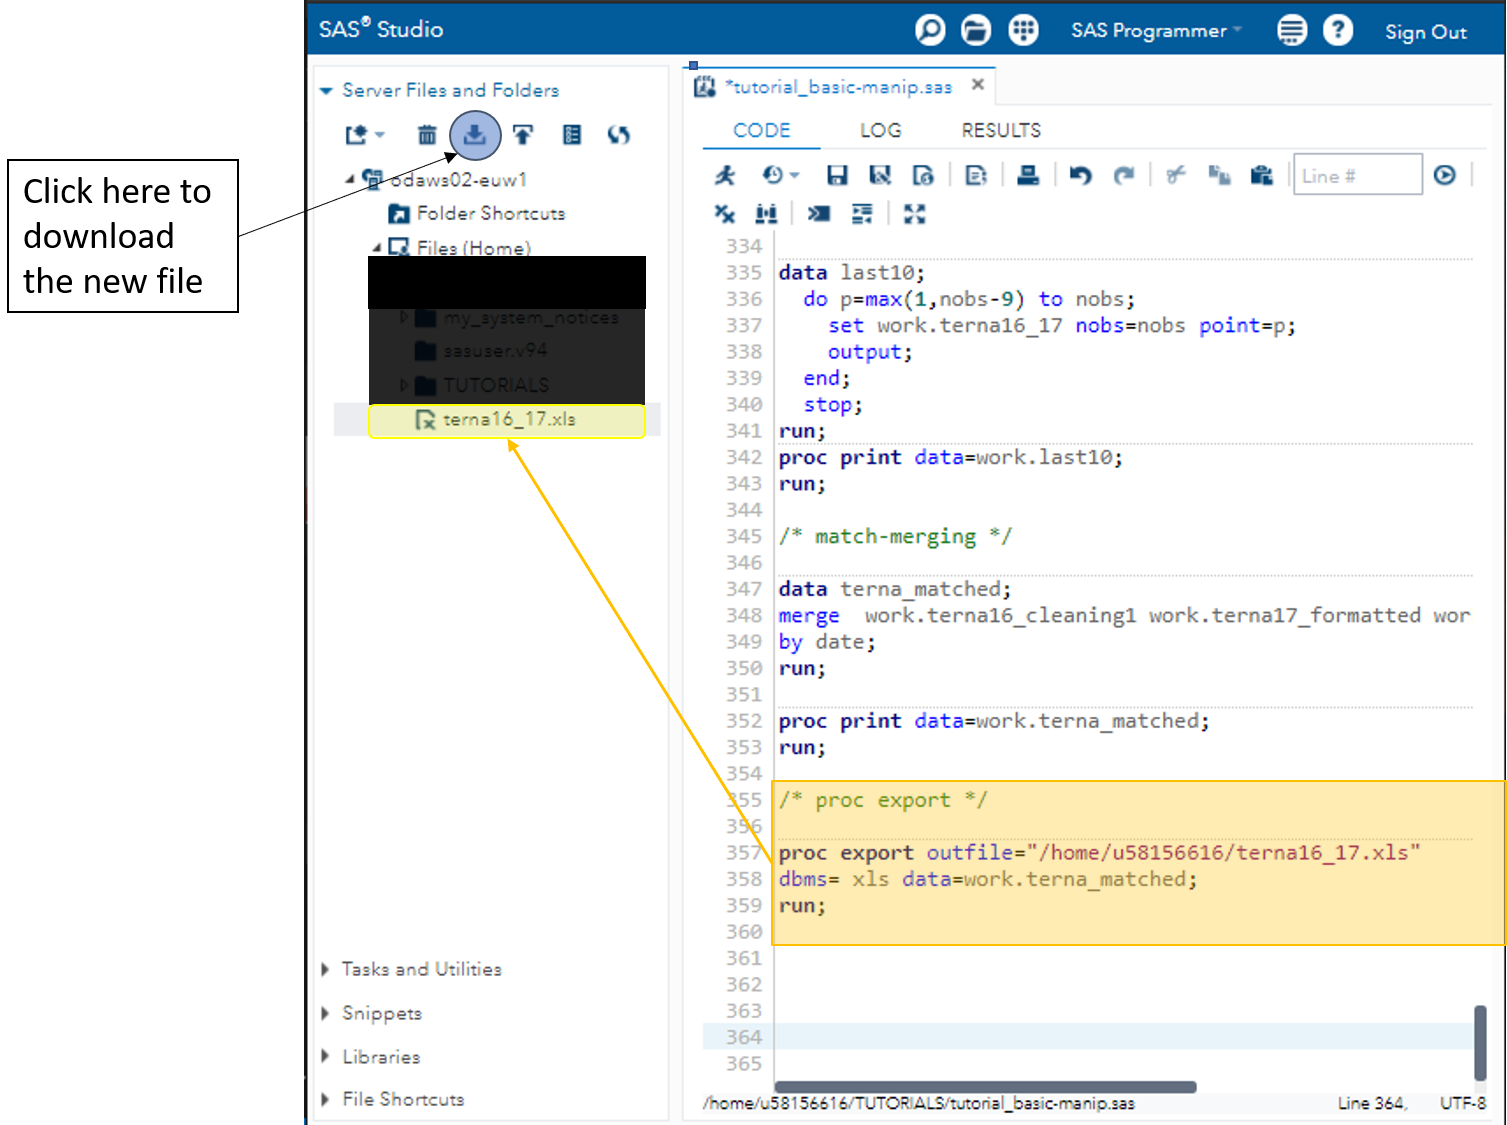 SAS® Studio
SAS Programmer
Sign Out
Click here to
download
the new file
Server Files and Folders
odaws02-euw1
Folder Shortcuts
Files (Home)
my_system_notices
sasuser.v94
TUTORIALS
terna16_17.xls
Tasks and Utilities
Snippets
Libraries
File Shortcuts
*tutorial_basic-manip.sas
CODE LOG RESULTS
Line #
334
335 data last10;
336 do p=max(1,nobs-9) to nobs;
337 set work.terna16_17 nobs=nobs point=p;
338 output;
339 end;
340 stop;
341 run;
342 proc print data=work.last10;
343 run;
344
345 /* match-merging */
346
347 data terna_matched;
348 merge  work.terna16_cleaning1 work.terna17_formatted wor
349 by date;
350 run;
351
352 proc print data=work.terna_matched;
353 run;
354
355 /* proc export */
356
357 proc export outfile="/home/u58156616/terna16_17.xls"
358 dbms= xls data=work.terna_matched;
359 run;
360
361
362
363
364
365
/home/u58156616/TUTORIALS/tutorial_basic-manip.sas
Line 364,
UTF-8